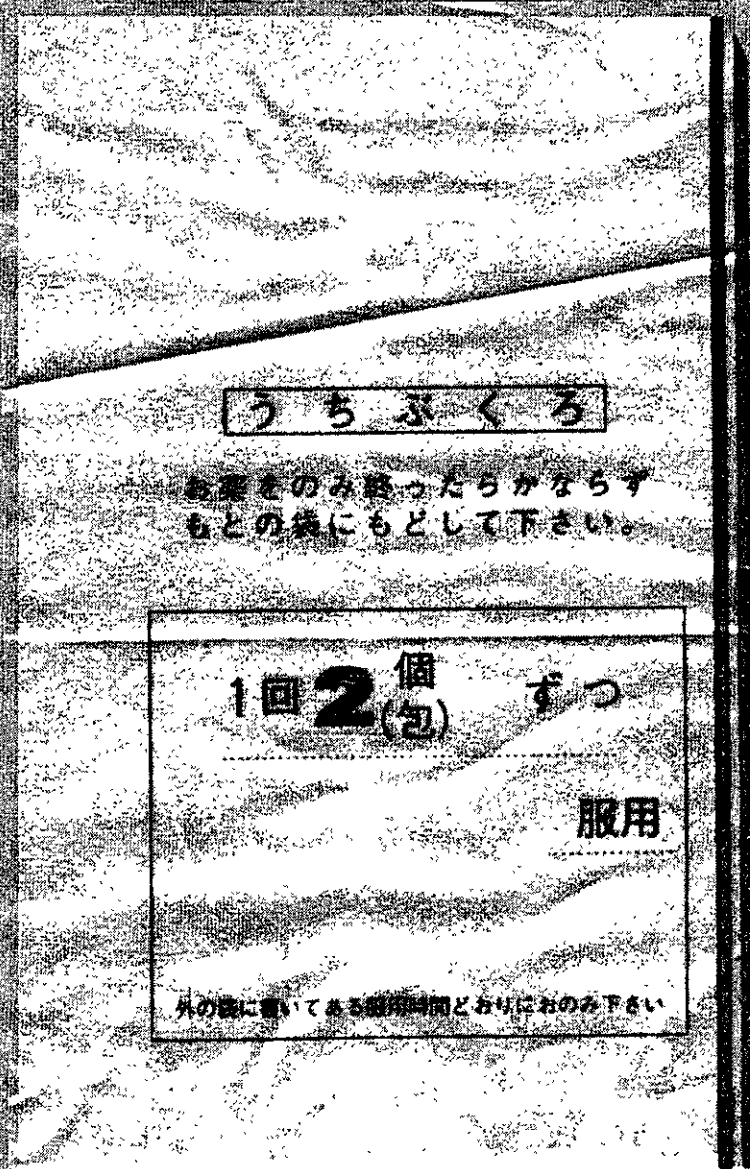 うちぶくろ
お薬をのみ終ったらかならず
もとの袋にもどして下さい。
1回2個(包)ずつ
服用
外の袋に書いてある服用時間どおりにおのみ下さい